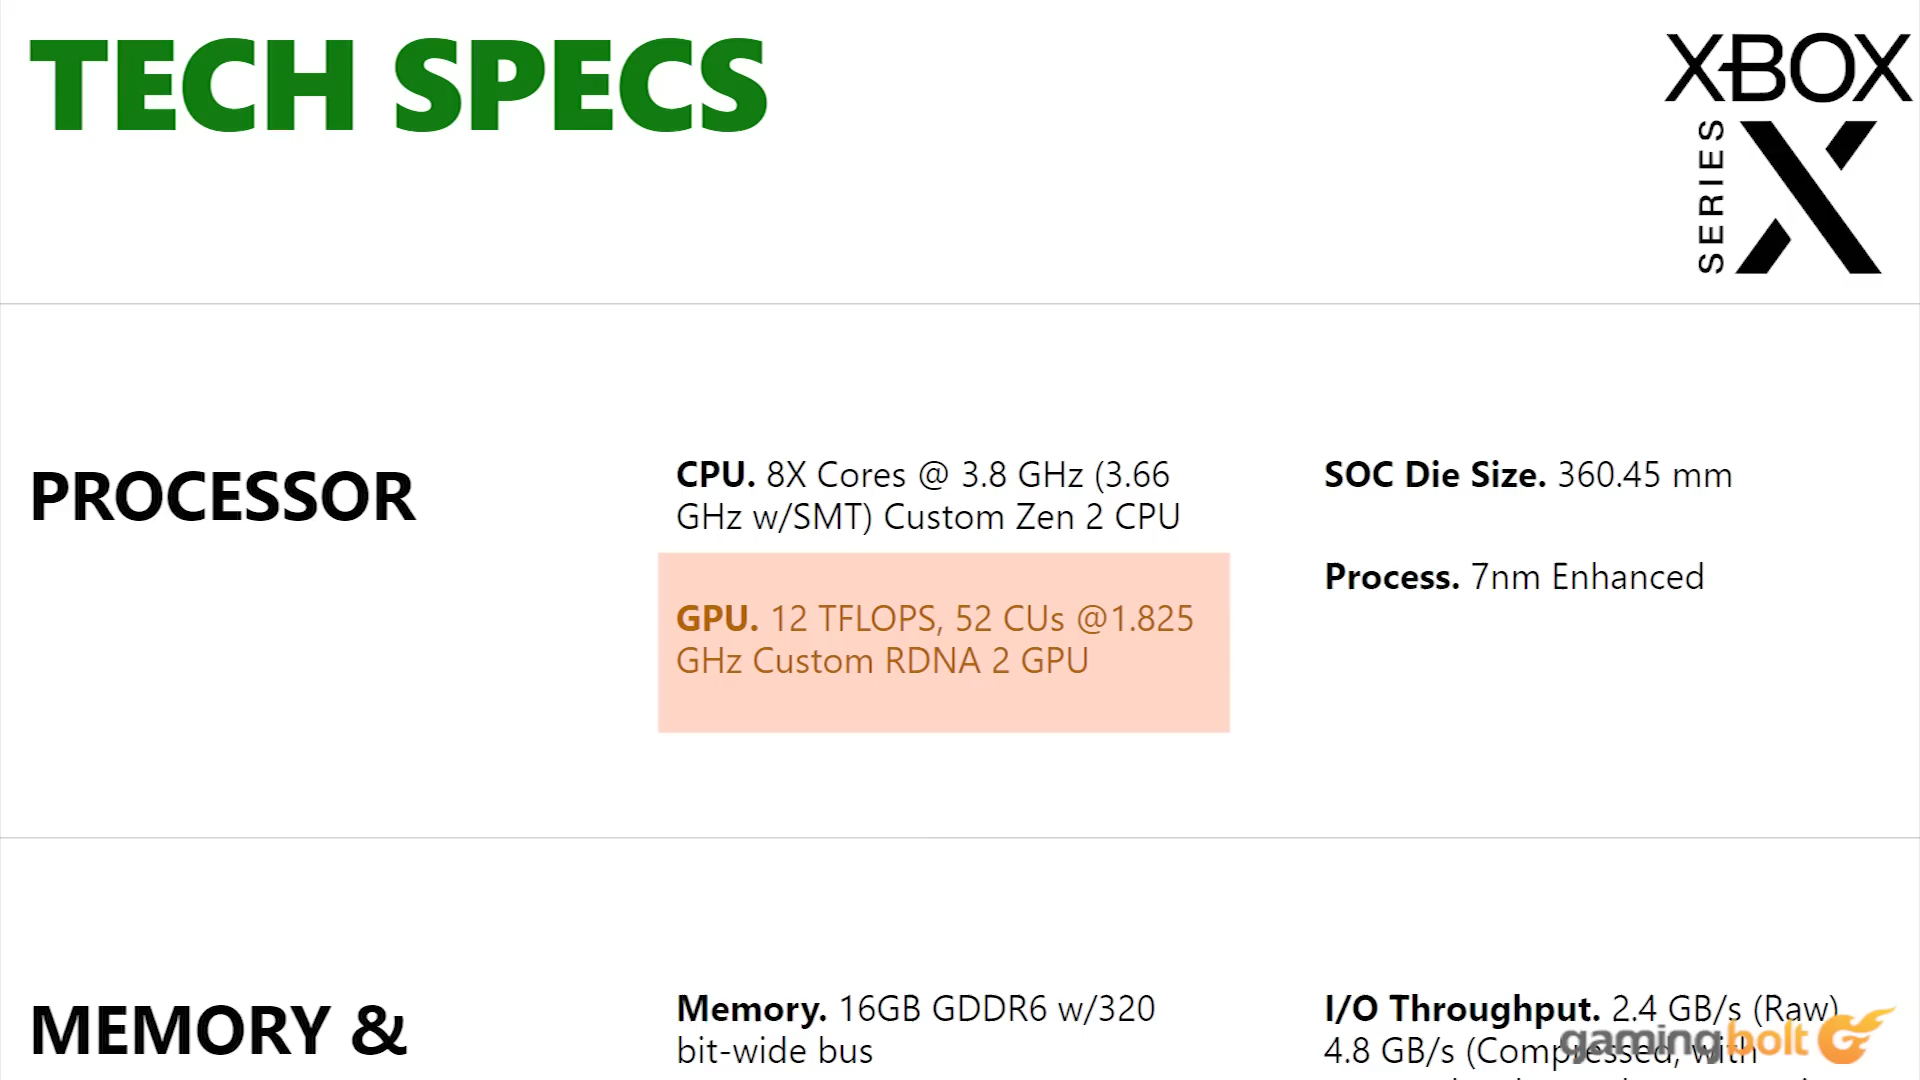 TECH SPECS
XBOX
SERIES X
PROCESSOR
CPU. 8X Cores @ 3.8 GHz (3.66
GHz w/SMT) Custom Zen 2 CPU
GPU. 12 TFLOPS, 52 CUs @1.825
GHz Custom RDNA 2 GPU
SOC Die Size. 360.45 mm
Process. 7nm Enhanced
MEMORY &
Memory. 16GB GDDR6 w/320
bit-wide bus
I/O Throughput. 2.4 GB/s (Raw)
4.8 GB/s (Compressed, with
gamingbolt